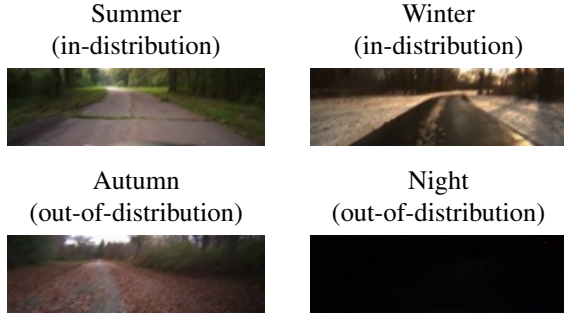 Summer
(in-distribution)
Winter
(in-distribution)
Autumn
(out-of-distribution)
Night
(out-of-distribution)